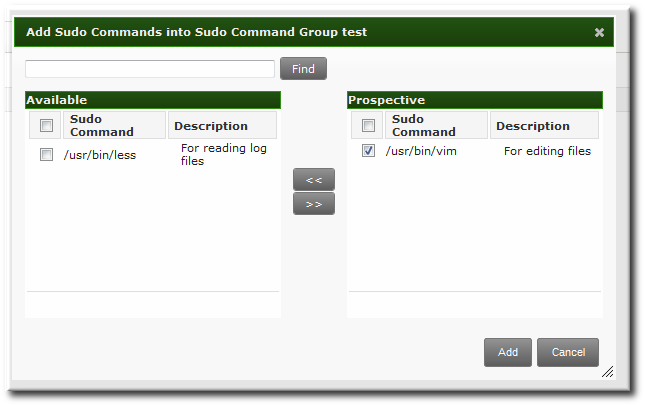 Add Sudo Commands into Sudo Command Group test
Find
Available
Sudo
Command
Description
/usr/bin/less
For reading log
files
<<
>>
Prospective
Sudo
Command
Description
/usr/bin/vim
For editing files
Add
Cancel